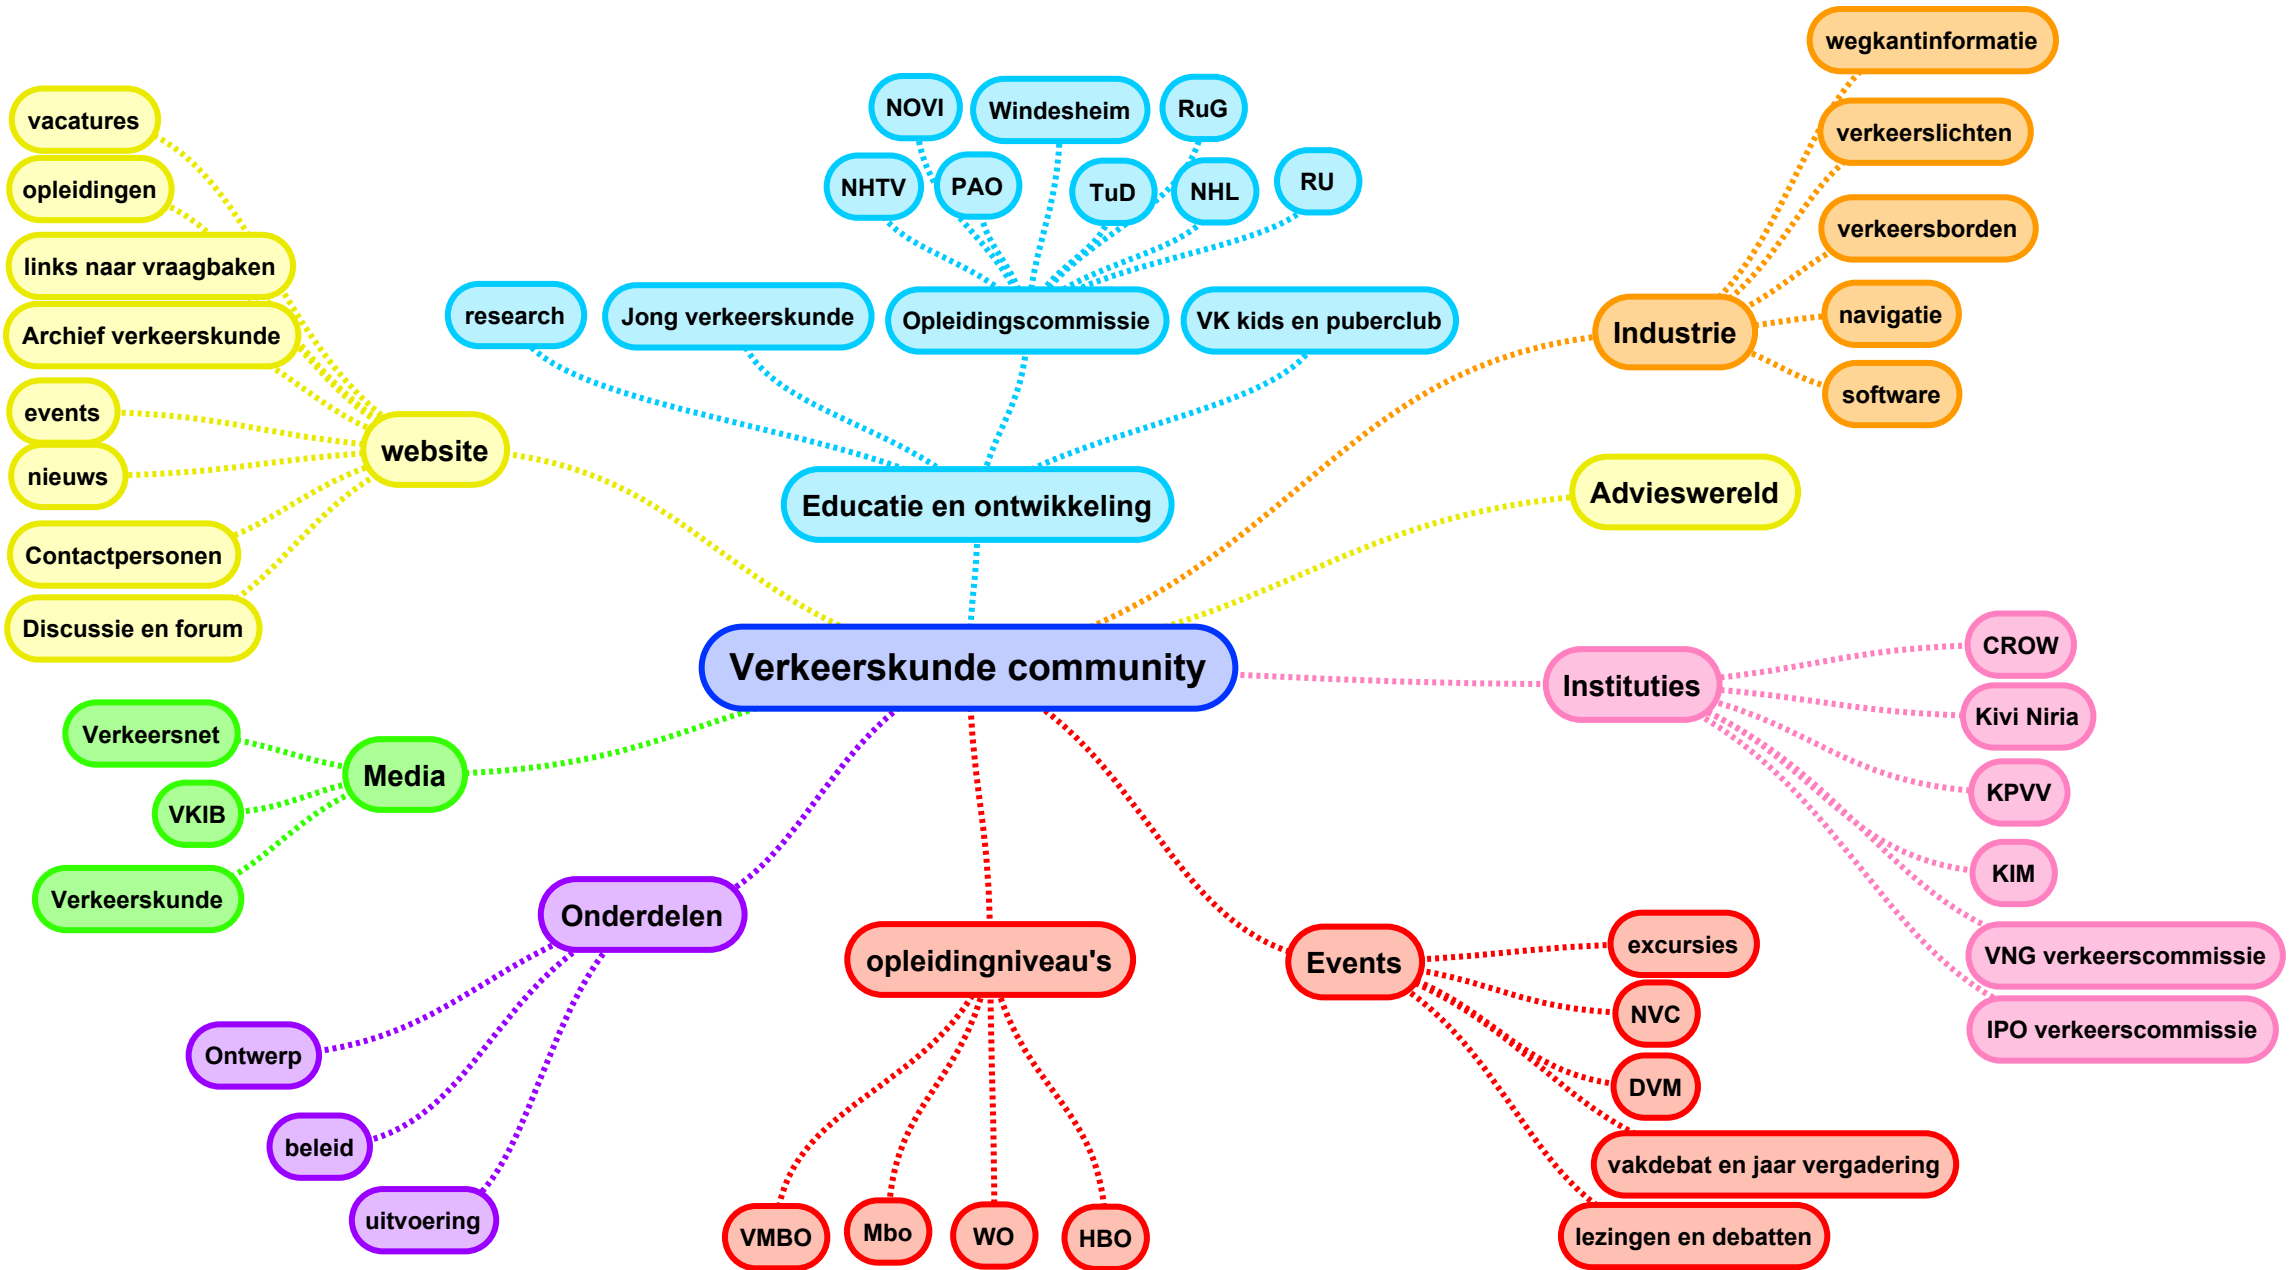 wegkantinformatie
NOVI
Windesheim
RuG
vacatures
verkeerslichten
NHTV
PAO
TuD
NHL
RU
opleidingen
verkeersborden
links naar vraagbaken
research
Jong verkeerskunde
Opleidingscommissie
VK kids en puberclub
Industrie
navigatie
Archief verkeerskunde
software
events
website
nieuws
Educatie en ontwikkeling
Advieswereld
Contactpersonen
Discussie en forum
Verkeerskunde community
Instituties
CROW
Kivi Niria
Verkeersnet
Media
VKIB
KPVV
Verkeerskunde
KIM
Onderdelen
opleidingniveau's
Events
excursies
VNG verkeerscommissie
NVC
IPO verkeerscommissie
Ontwerp
DVM
beleid
vakdebat en jaar vergadering
uitvoering
VMBO
Mbo
WO
HBO
lezingen en debatten